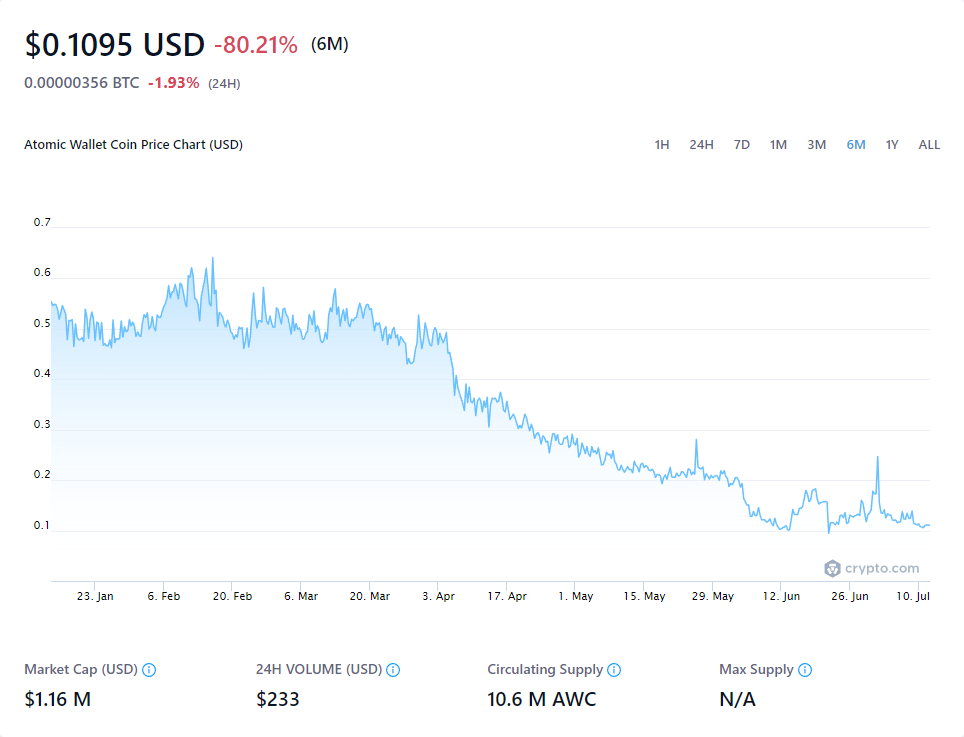 $0.1095 USD -80.21% (6M)
0.00000356 BTC -1.93% (24H)
Atomic Wallet Coin Price Chart (USD) 1H 24H 7D 1M 3M 6M 1Y ALL
0.7
0.6
0.5
0.4
0.3
0.2
0.1
crypto.com
23. Jan 6. Feb 20. Feb 6. Mar 20. Mar 3. Apr 17. Apr 1. May 15. May 29. May 12. Jun 26. Jun 10. Jul
Market Cap (USD) 24H VOLUME (USD) Circulating Supply Max Supply
$1.16 M $233 10.6 M AWC N/A